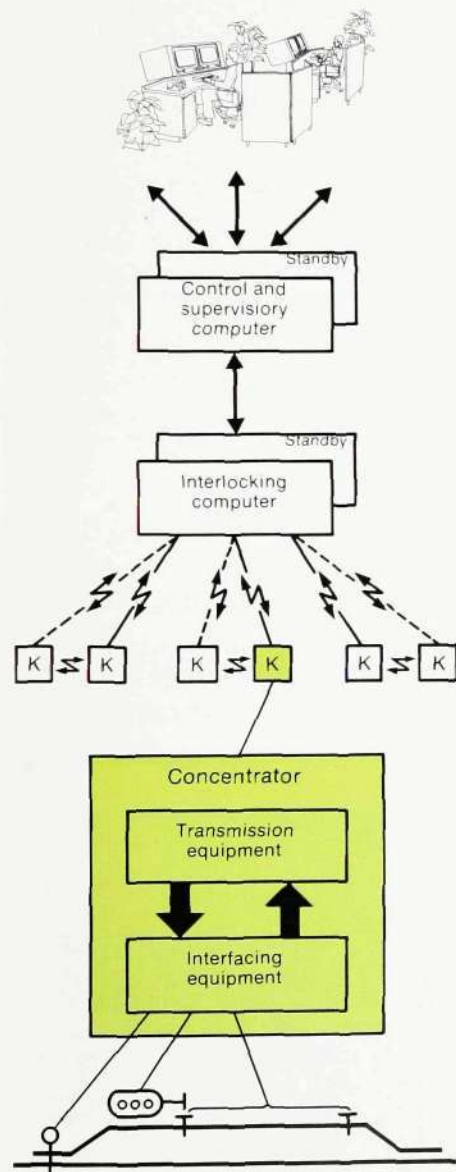 Standby
Control and
supervisiory
computer
Standby
Interlocking
computer
K K K K K K
Concentrator
Transmission
equipment
Interfacing
equipment